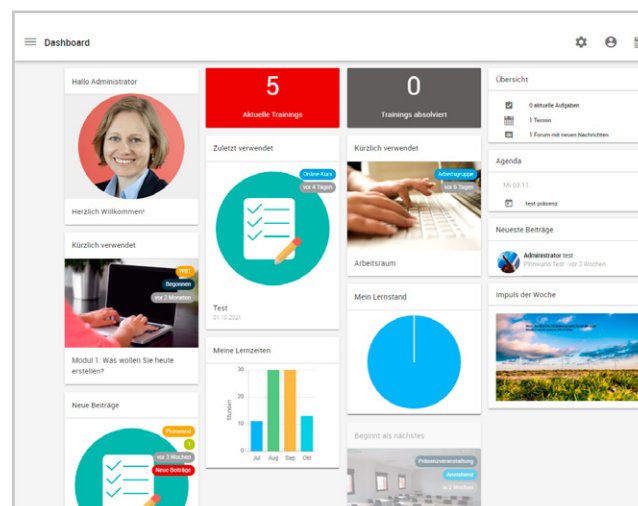 Dashboard
Hallo Administrator
Herzlich Willkommen!
Kürzlich verwendet
WBT
Begonnen
vor 2 Monaten
Modul 1: Was wollen Sie heute
erstellen?
Neue Beiträge
Pinnwand
1
vor 3 Wochen
Neue Beiträge
5
Aktuelle Trainings
Zuletzt verwendet
Online-Kurs
vor 4 Tagen
Test
01.10.2021
Meine Lernzeiten
Stunden
30
20
10
0
Jul Aug Sep Okt
0
Trainings absolviert
Kürzlich verwendet
Arbeitsgruppe
vor 6 Tagen
Arbeitsraum
Mein Lernstand
Beginnt als nächstes
Präsenzveranstaltung
Anstehend
in 2 Wochen
Übersicht
0 aktuelle Aufgaben
1 Termin
1 Forum mit neuen Nachrichten
Agenda
Mi 03.11.
test präsenz
Neueste Beiträge
Administrator test
Pinnwand Test · vor 3 Wochen
Impuls der Woche